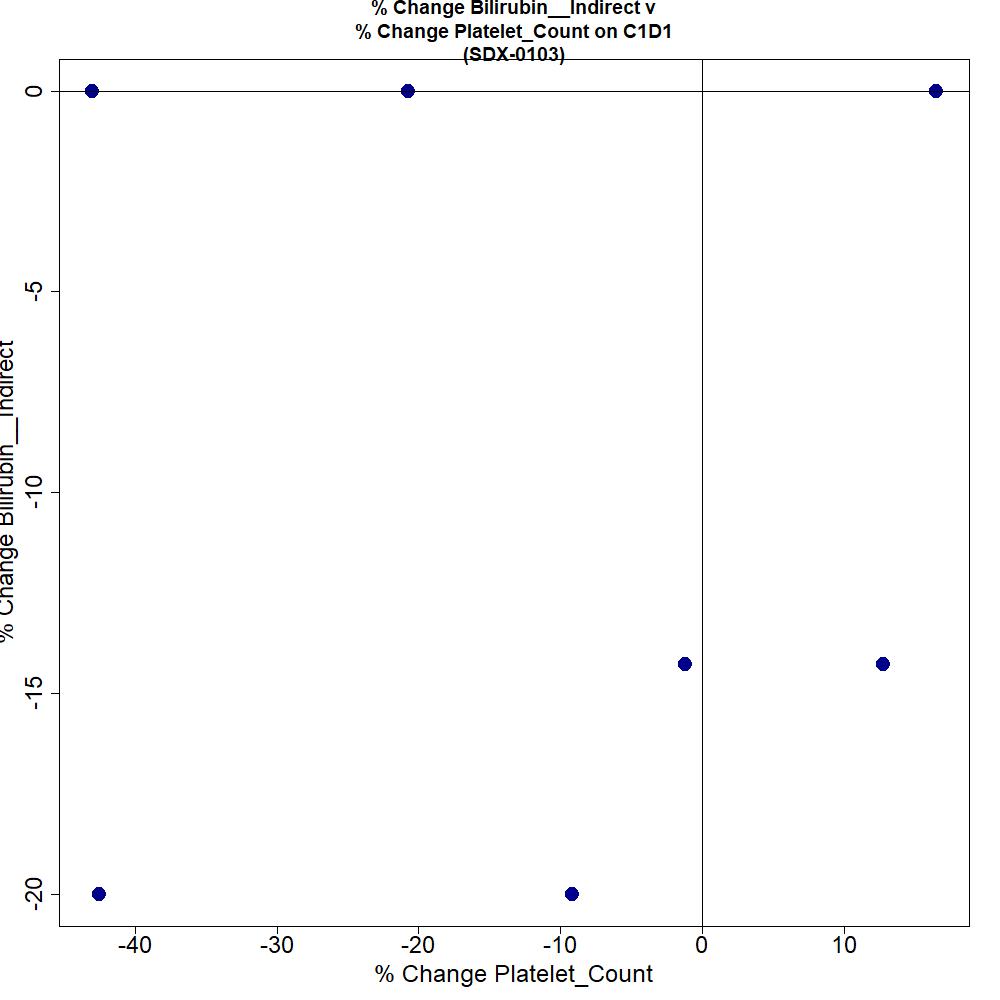 % Change Bilirubin__Indirect v
% Change Platelet_Count on C1D1
(SDX-0103)
0
-5
-10
-15
-20
% Change Bilirubin__Indirect
-40
-30
-20
-10
0
10
% Change Platelet_Count